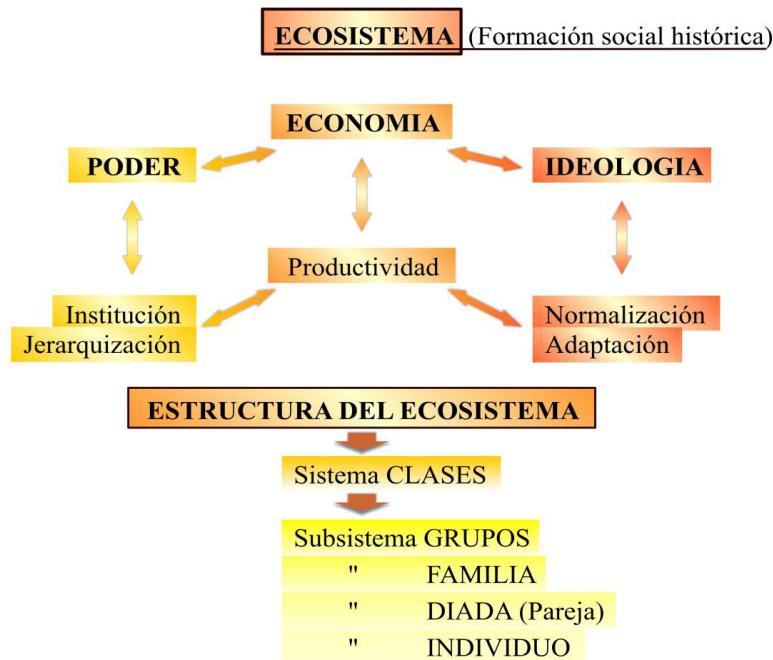 ECOSISTEMA (Formación social histórica)
ECONOMIA
PODER
IDEOLOGIA
Productividad
Institución
Jerarquización
Normalización
Adaptación
ESTRUCTURA DEL ECOSISTEMA
Sistema CLASES
Subsistema GRUPOS
" FAMILIA
" DIADA (Pareja)
" INDIVIDUO